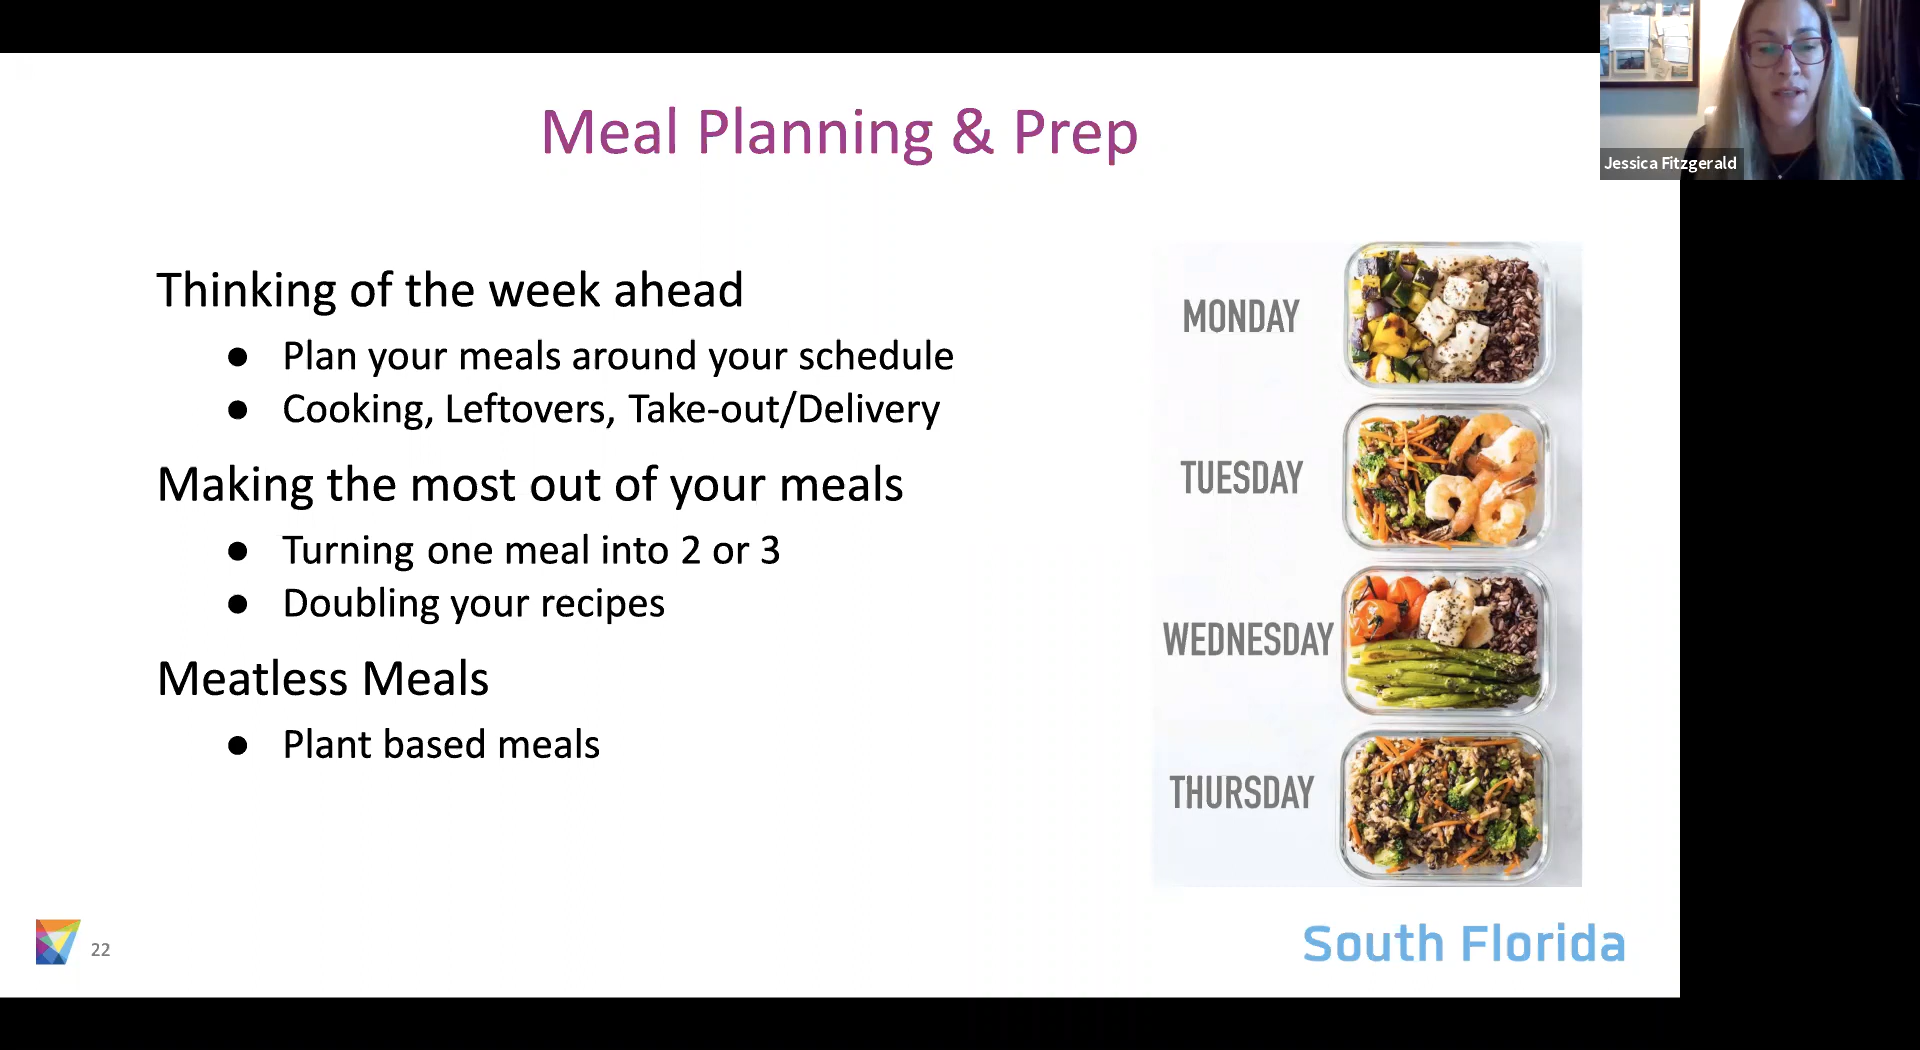 Meal Planning & Prep
Jessica Fitzgerald
Thinking of the week ahead
● Plan your meals around your schedule
● Cooking, Leftovers, Take-out/Delivery
Making the most out of your meals
● Turning one meal into 2 or 3
● Doubling your recipes
Meatless Meals
● Plant based meals
MONDAY
TUESDAY
WEDNESDAY
THURSDAY
22
South Florida